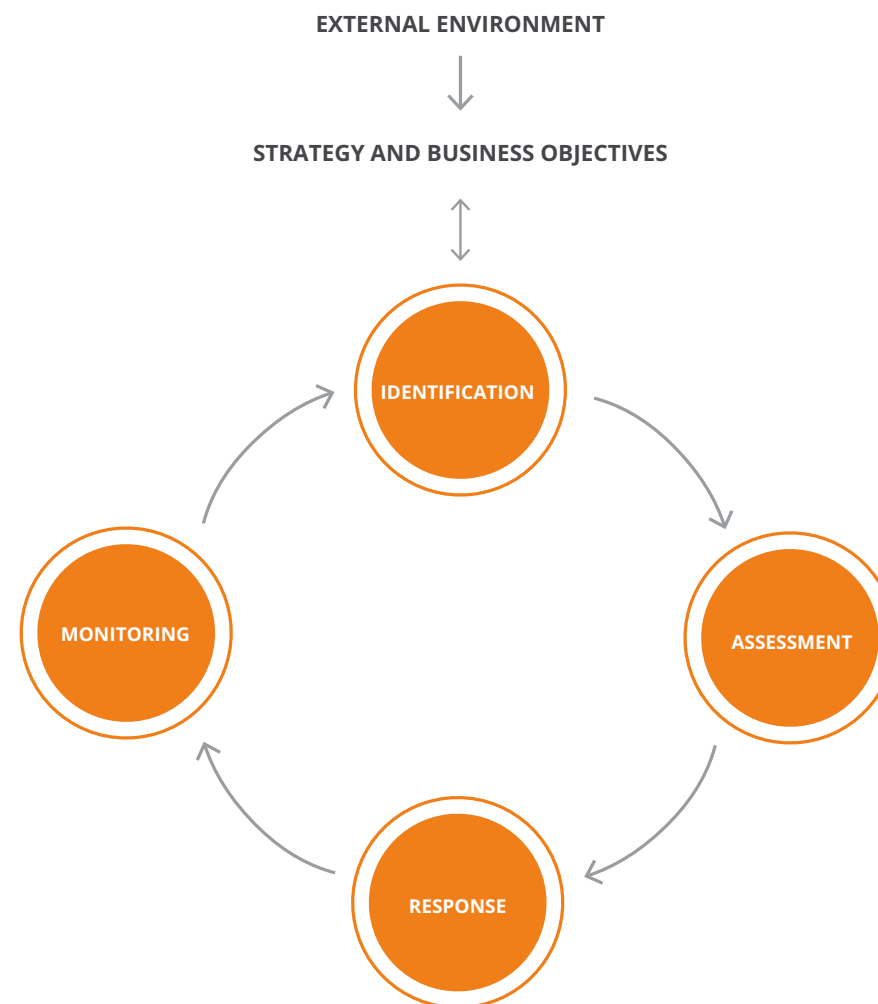 EXTERNAL ENVIRONMENT
STRATEGY AND BUSINESS OBJECTIVES
IDENTIFICATION
MONITORING
ASSESSMENT
RESPONSE